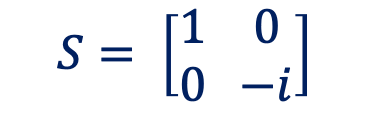 S = [1 0
0 −i]